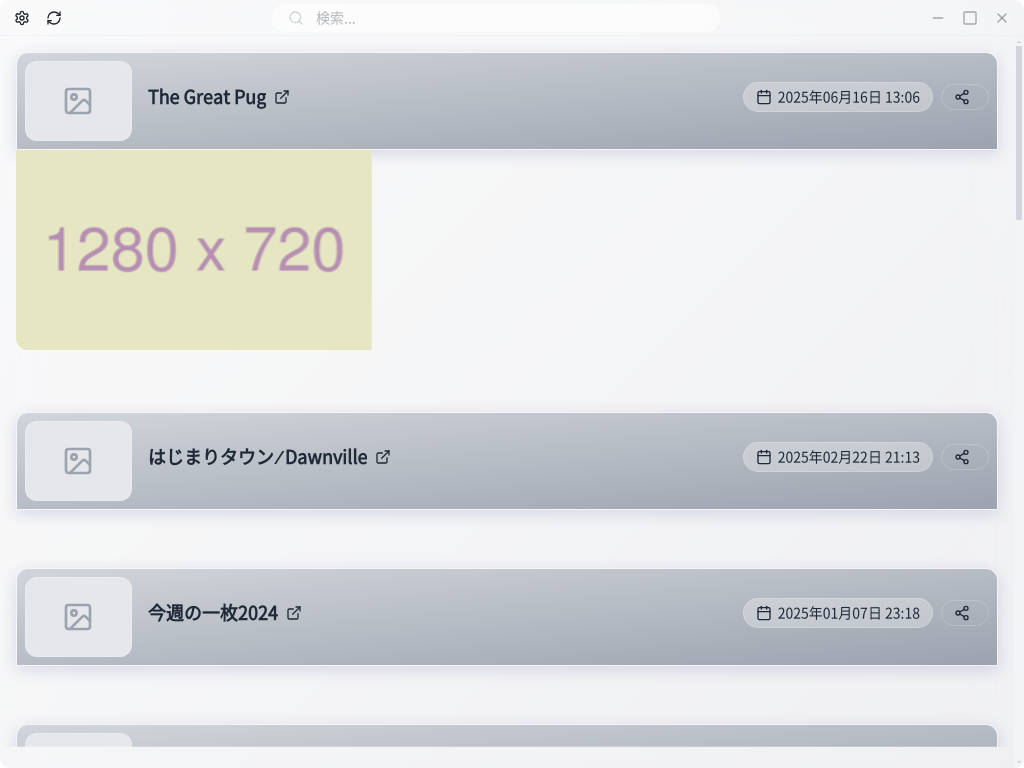 検索...
The Great Pug
2025年06月16日 13:06
1280 x 720
はじまりタウン⁄Dawnville
2025年02月22日 21:13
今週の一枚2024
2025年01月07日 23:18